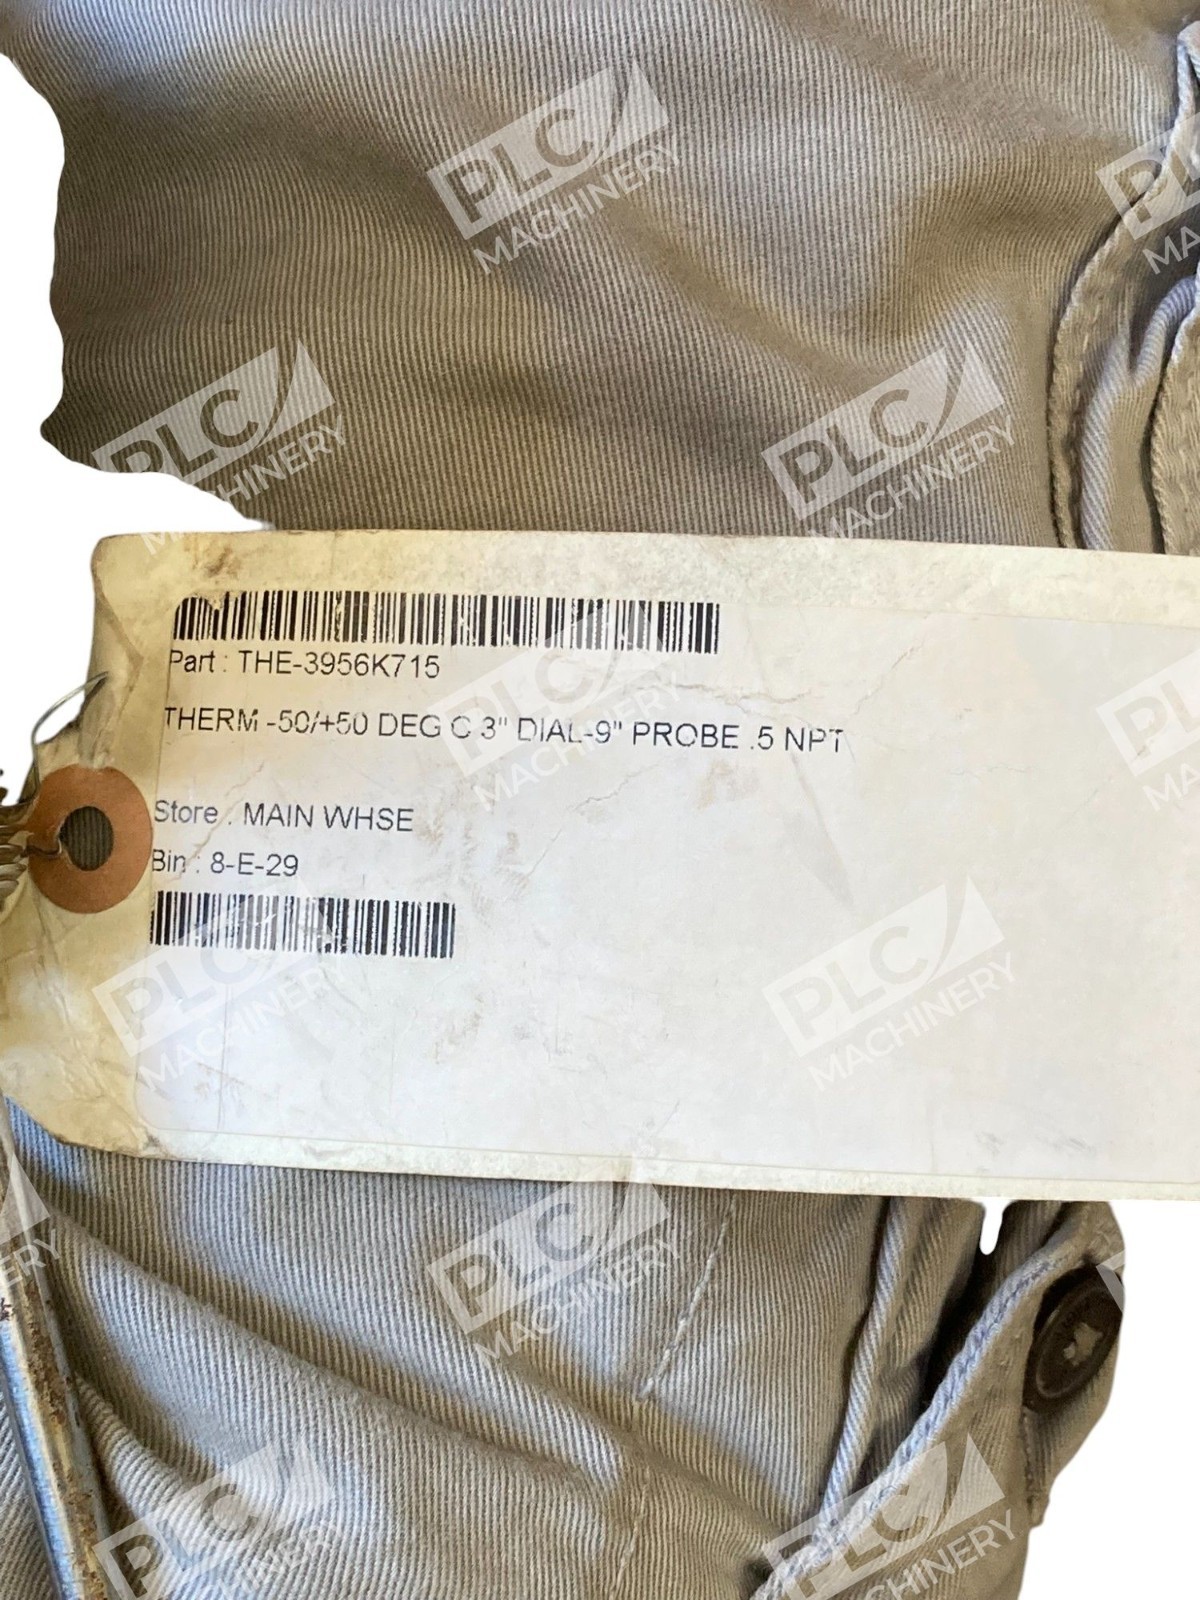 Part : THE-3956K715
THERM -50/+50 DEG C 3" DIAL-9" PROBE .5 NPT
Store : MAIN WHSE
Bin : 8-E-29
PLC MACHINERY